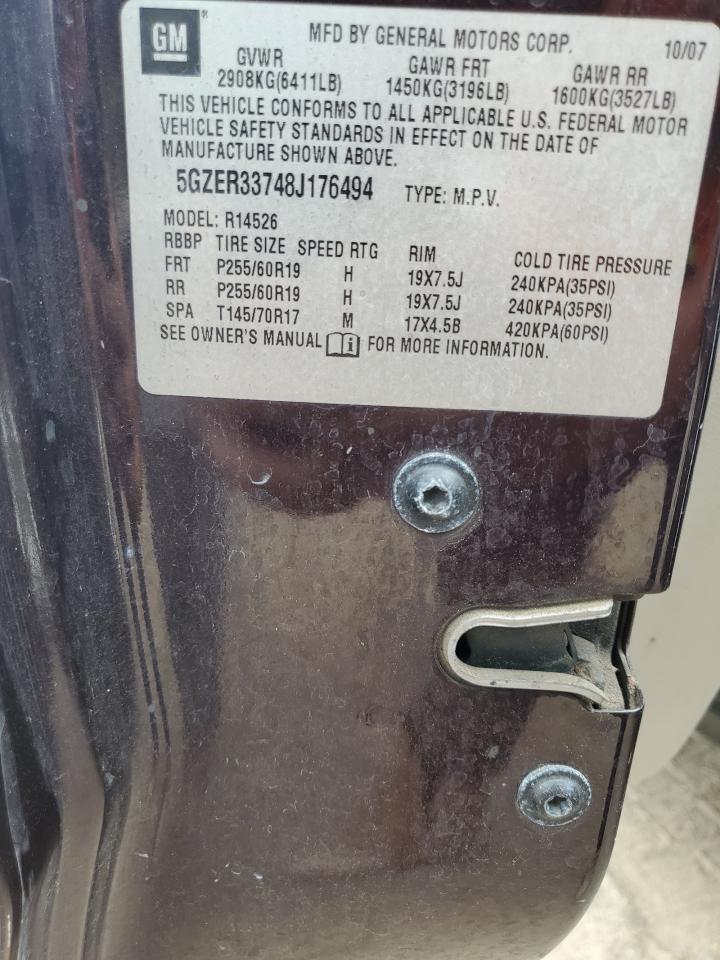 GM
MFD BY GENERAL MOTORS CORP. 10/07
GVWR GAWR FRT GAWR RR
2908KG(6411LB) 1450KG(3196LB) 1600KG(3527LB)
THIS VEHICLE CONFORMS TO ALL APPLICABLE U.S. FEDERAL MOTOR
VEHICLE SAFETY STANDARDS IN EFFECT ON THE DATE OF
MANUFACTURE SHOWN ABOVE.
5GZER33748J176494 TYPE: M.P.V.
MODEL: R14526
RBBP TIRE SIZE SPEED RTG RIM COLD TIRE PRESSURE
FRT P255/60R19 H 19X7.5J 240KPA(35PSI)
RR P255/60R19 H 19X7.5J 240KPA(35PSI)
SPA T145/70R17 M 17X4.5B 420KPA(60PSI)
SEE OWNER'S MANUAL FOR MORE INFORMATION.